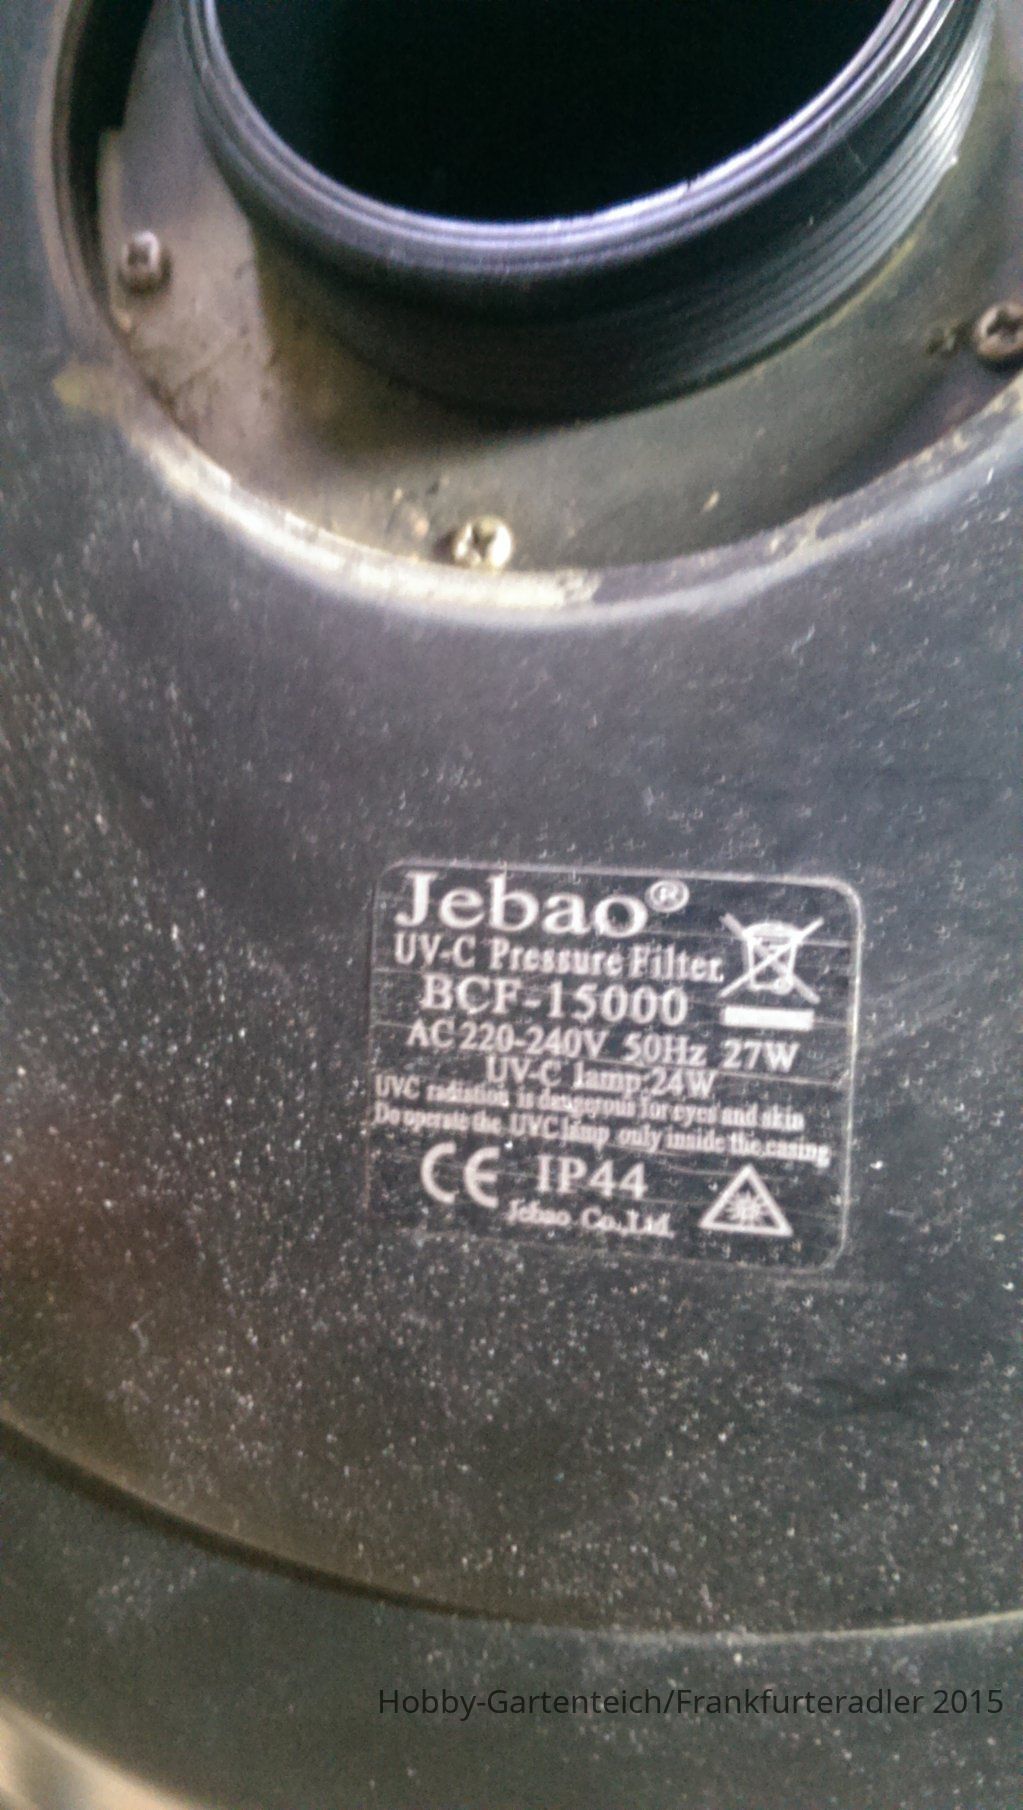 Jebao®
UV-C Pressure Filter
BCF-15000
AC 220-240V 50Hz 27W
UV-C lamp:24W
UVC radiation is dangerous for eyes and skin
Do operate the UVC lamp only inside the casing
CE IP44
Jebao Co.,Ltd.
Hobby-Gartenteich/Frankfurteradler 2015